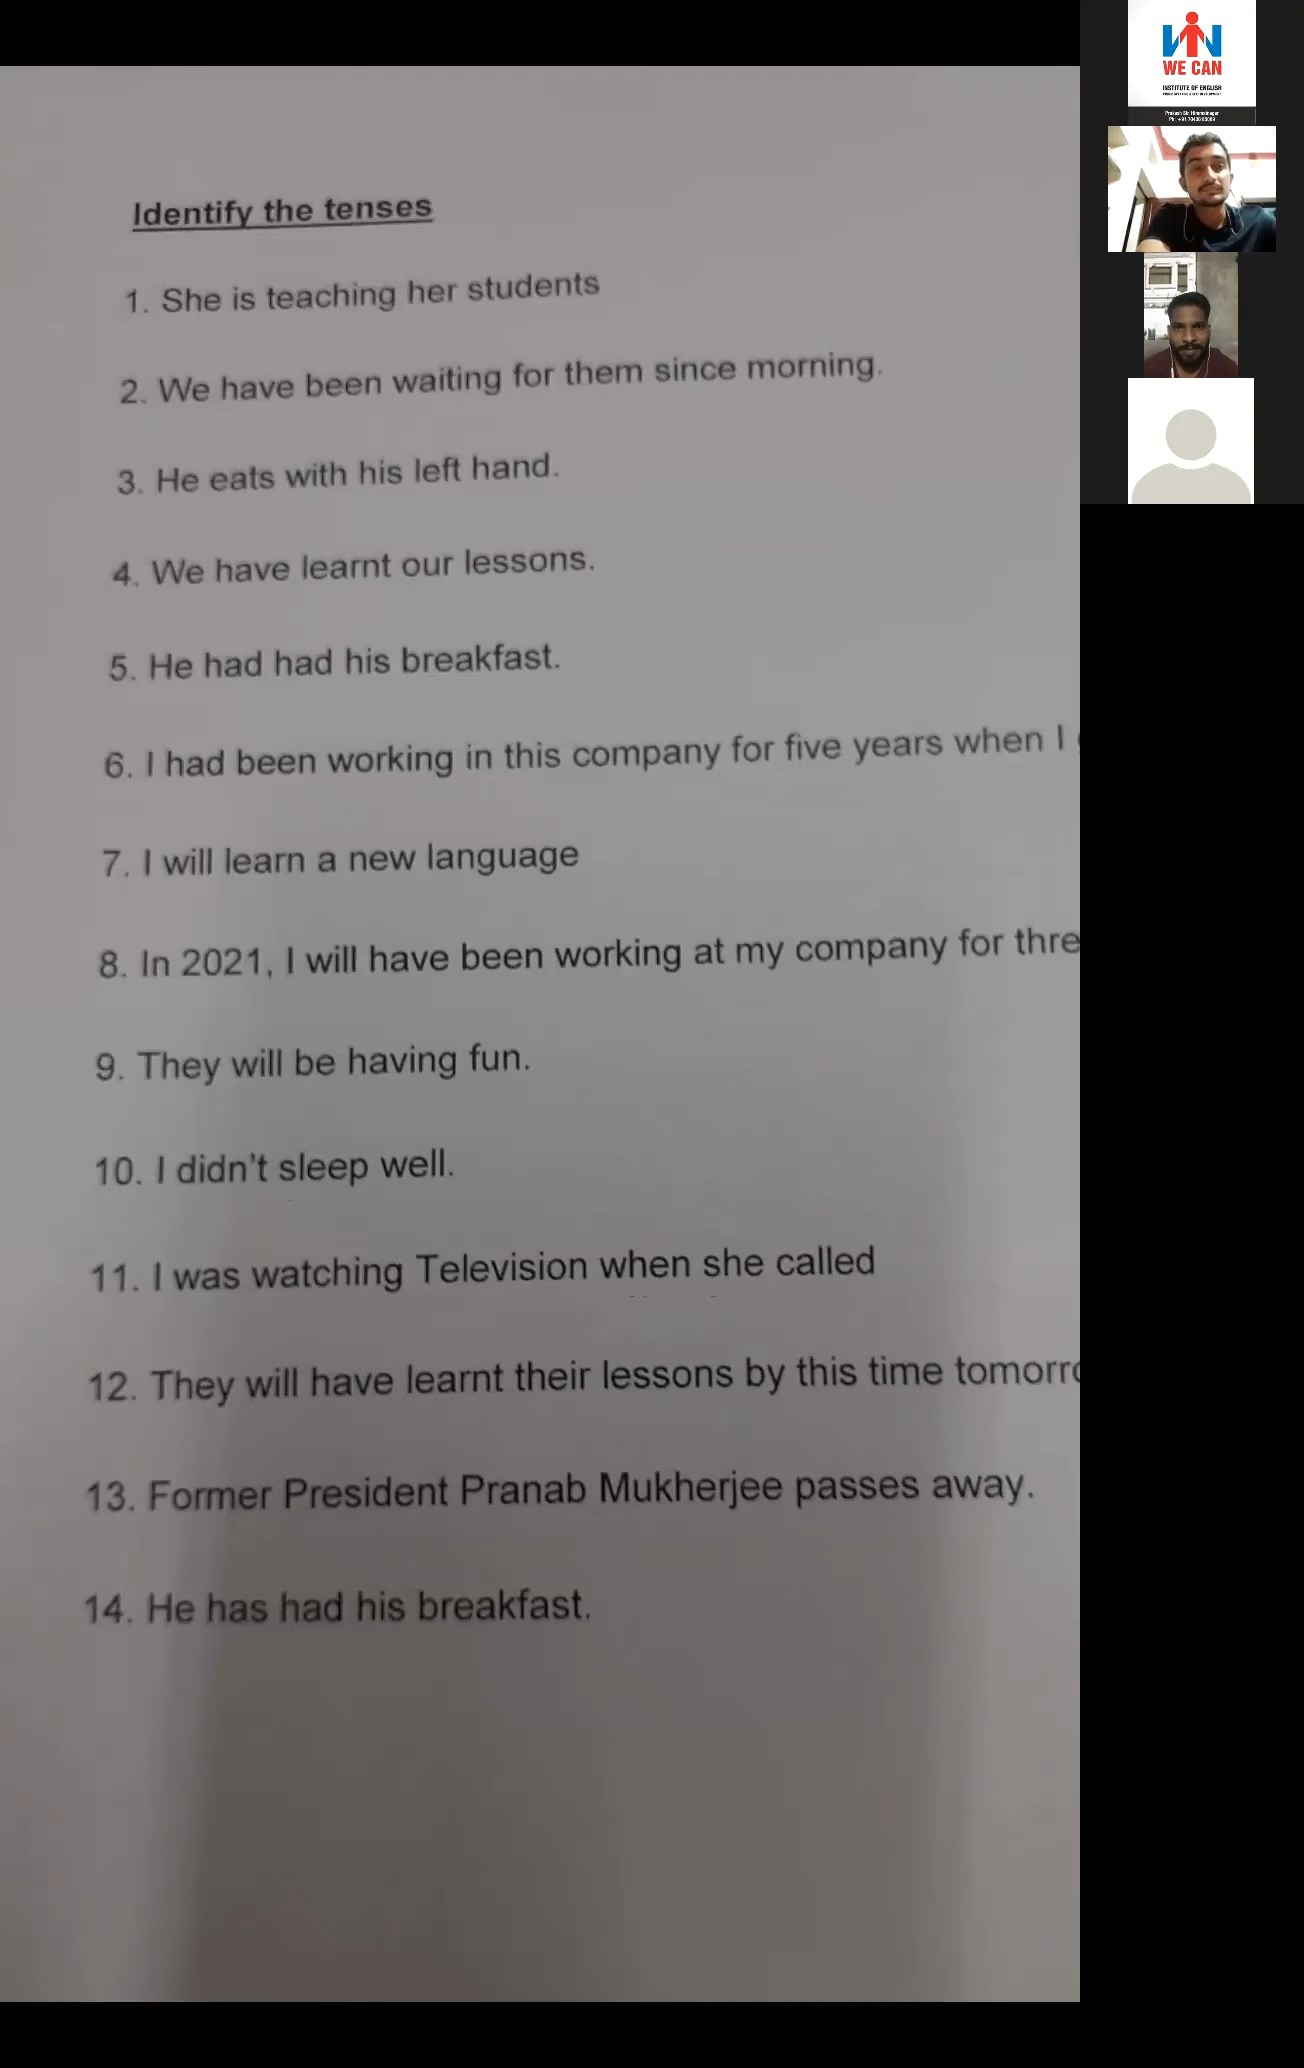 Identify the tenses
1. She is teaching her students
2. We have been waiting for them since morning.
3. He eats with his left hand.
4. We have learnt our lessons.
5. He had had his breakfast.
6. I had been working in this company for five years when I
7. I will learn a new language
8. In 2021, I will have been working at my company for thre
9. They will be having fun.
10. I didn't sleep well.
11. I was watching Television when she called
12. They will have learnt their lessons by this time tomorro
13. Former President Pranab Mukherjee passes away.
14. He has had his breakfast.
WE CAN
INSTITUTE OF ENGLISH
Prakash Sir, Himmatnagar